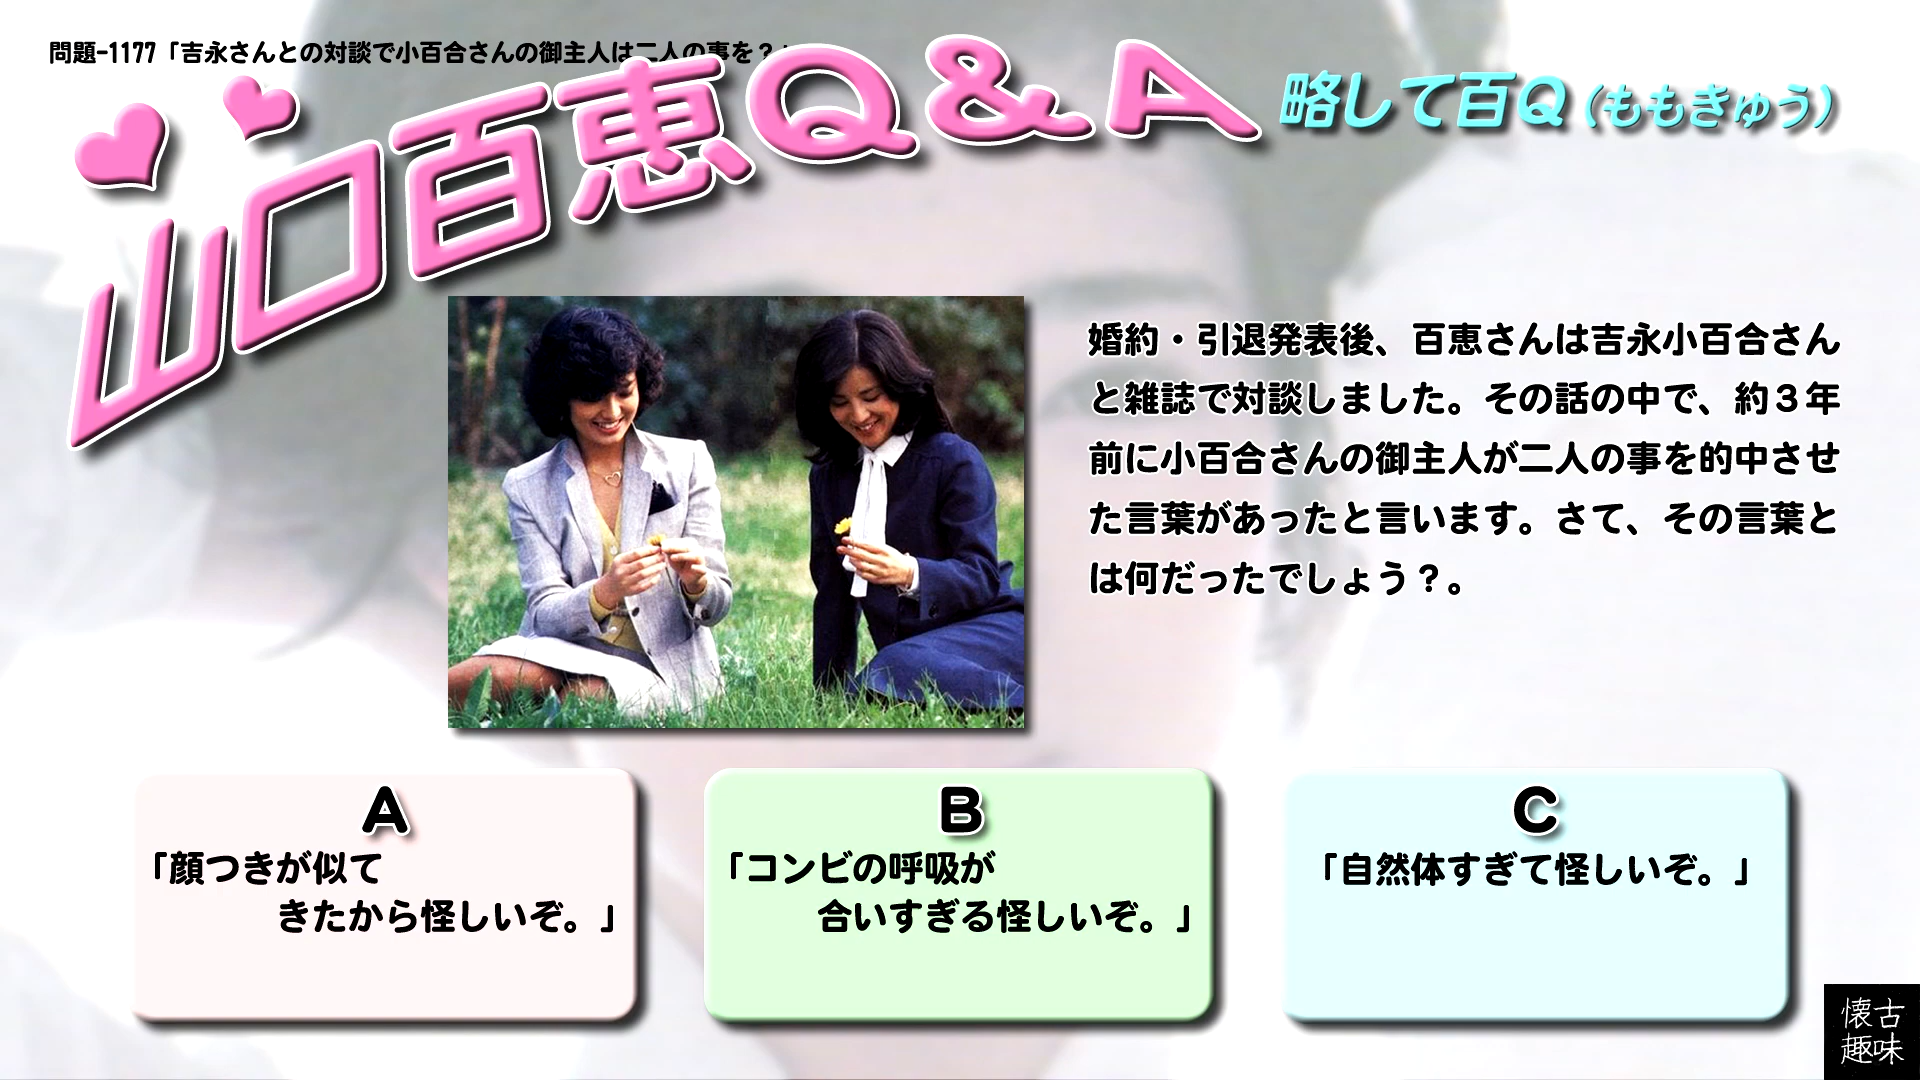 問題-1177「吉永さんとの対談で小百合さんの御主人は二人の事を？」
山口百恵Q&A
略して百Q（ももきゅう）
婚約・引退発表後、百恵さんは吉永小百合さん
と雑誌で対談しました。その話の中で、約３年
前に小百合さんの御主人が二人の事を的中させ
た言葉があったと言います。さて、その言葉と
は何だったでしょう？。
A
「顔つきが似て
きたから怪しいぞ。」
B
「コンビの呼吸が
合いすぎる怪しいぞ。」
C
「自然体すぎて怪しいぞ。」
懐古
趣味